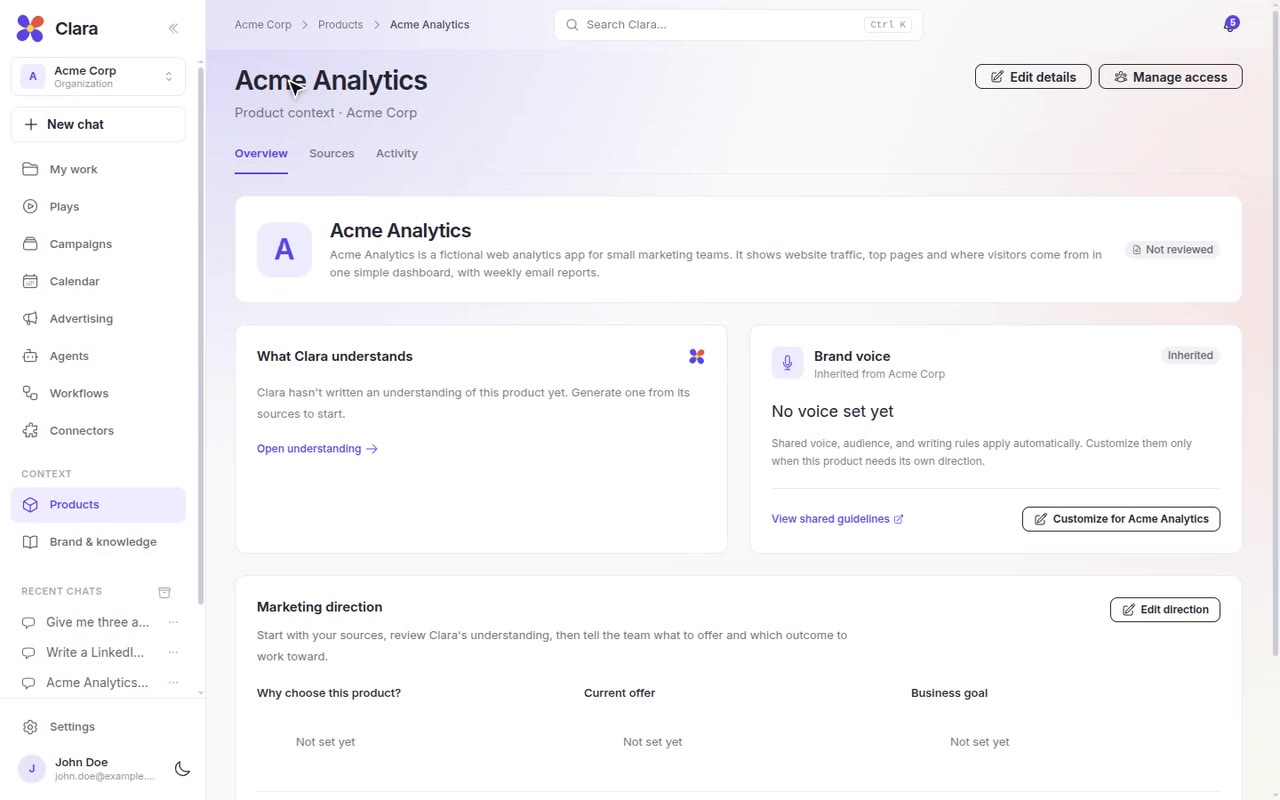 Clara
Acme Corp
Products
Acme Analytics
Search Clara...
Ctrl K
5
A
Acme Corp
Organization
New chat
My work
Plays
Campaigns
Calendar
Advertising
Agents
Workflows
Connectors
CONTEXT
Products
Brand & knowledge
RECENT CHATS
Give me three a...
Write a LinkedI...
Acme Analytics...
Settings
J
John Doe
john.doe@example....
Acme Analytics
Product context · Acme Corp
Edit details
Manage access
Overview
Sources
Activity
A
Acme Analytics
Acme Analytics is a fictional web analytics app for small marketing teams. It shows website traffic, top pages and where visitors come from in
one simple dashboard, with weekly email reports.
Not reviewed
What Clara understands
Clara hasn't written an understanding of this product yet. Generate one from its
sources to start.
Open understanding
Brand voice
Inherited from Acme Corp
Inherited
No voice set yet
Shared voice, audience, and writing rules apply automatically. Customize them only
when this product needs its own direction.
View shared guidelines
Customize for Acme Analytics
Marketing direction
Start with your sources, review Clara's understanding, then tell the team what to offer and which outcome to
work toward.
Edit direction
Why choose this product?
Current offer
Business goal
Not set yet
Not set yet
Not set yet